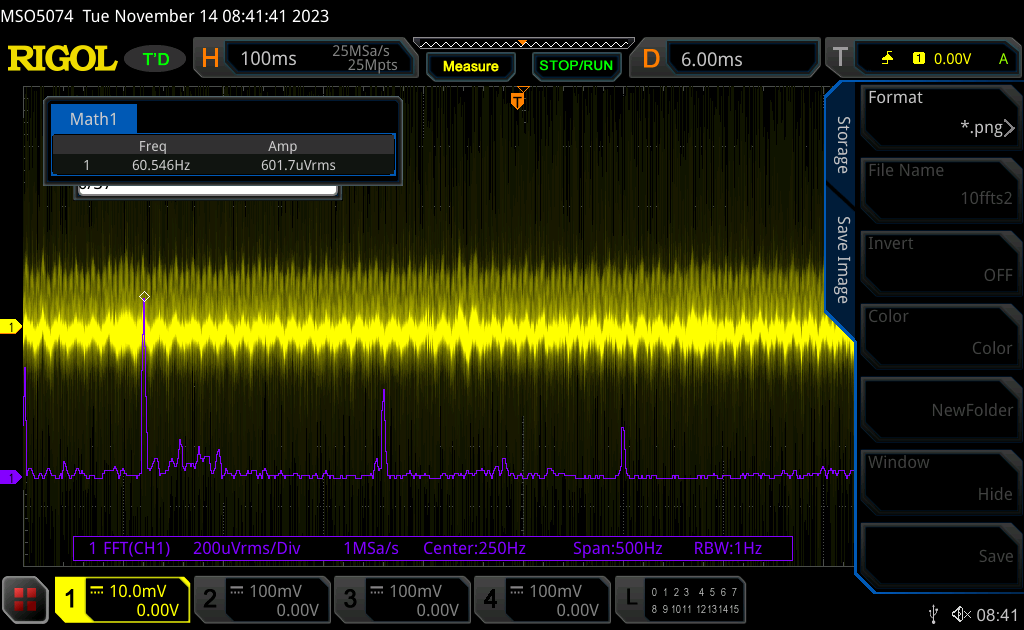 MSO5074 Tue November 14 08:41:41 2023
RIGOL T'D H 100ms 25MSa/s 25Mpts Measure STOP/RUN D 6.00ms T 1 0.00V A
T
Math1
Freq Amp
1 60.546Hz 601.7uVrms
1
1
1 FFT(CH1) 200uVrms/Div 1MSa/s Center:250Hz Span:500Hz RBW:1Hz
Storage
Save Image
Format
*.png
File Name
10ffts2
Invert
OFF
Color
Color
NewFolder
Window
Hide
Save
1 10.0mV 0.00V
2 100mV 0.00V
3 100mV 0.00V
4 100mV 0.00V
L 0 1 2 3 4 5 6 7
8 9 10 11 12 13 14 15
08:41